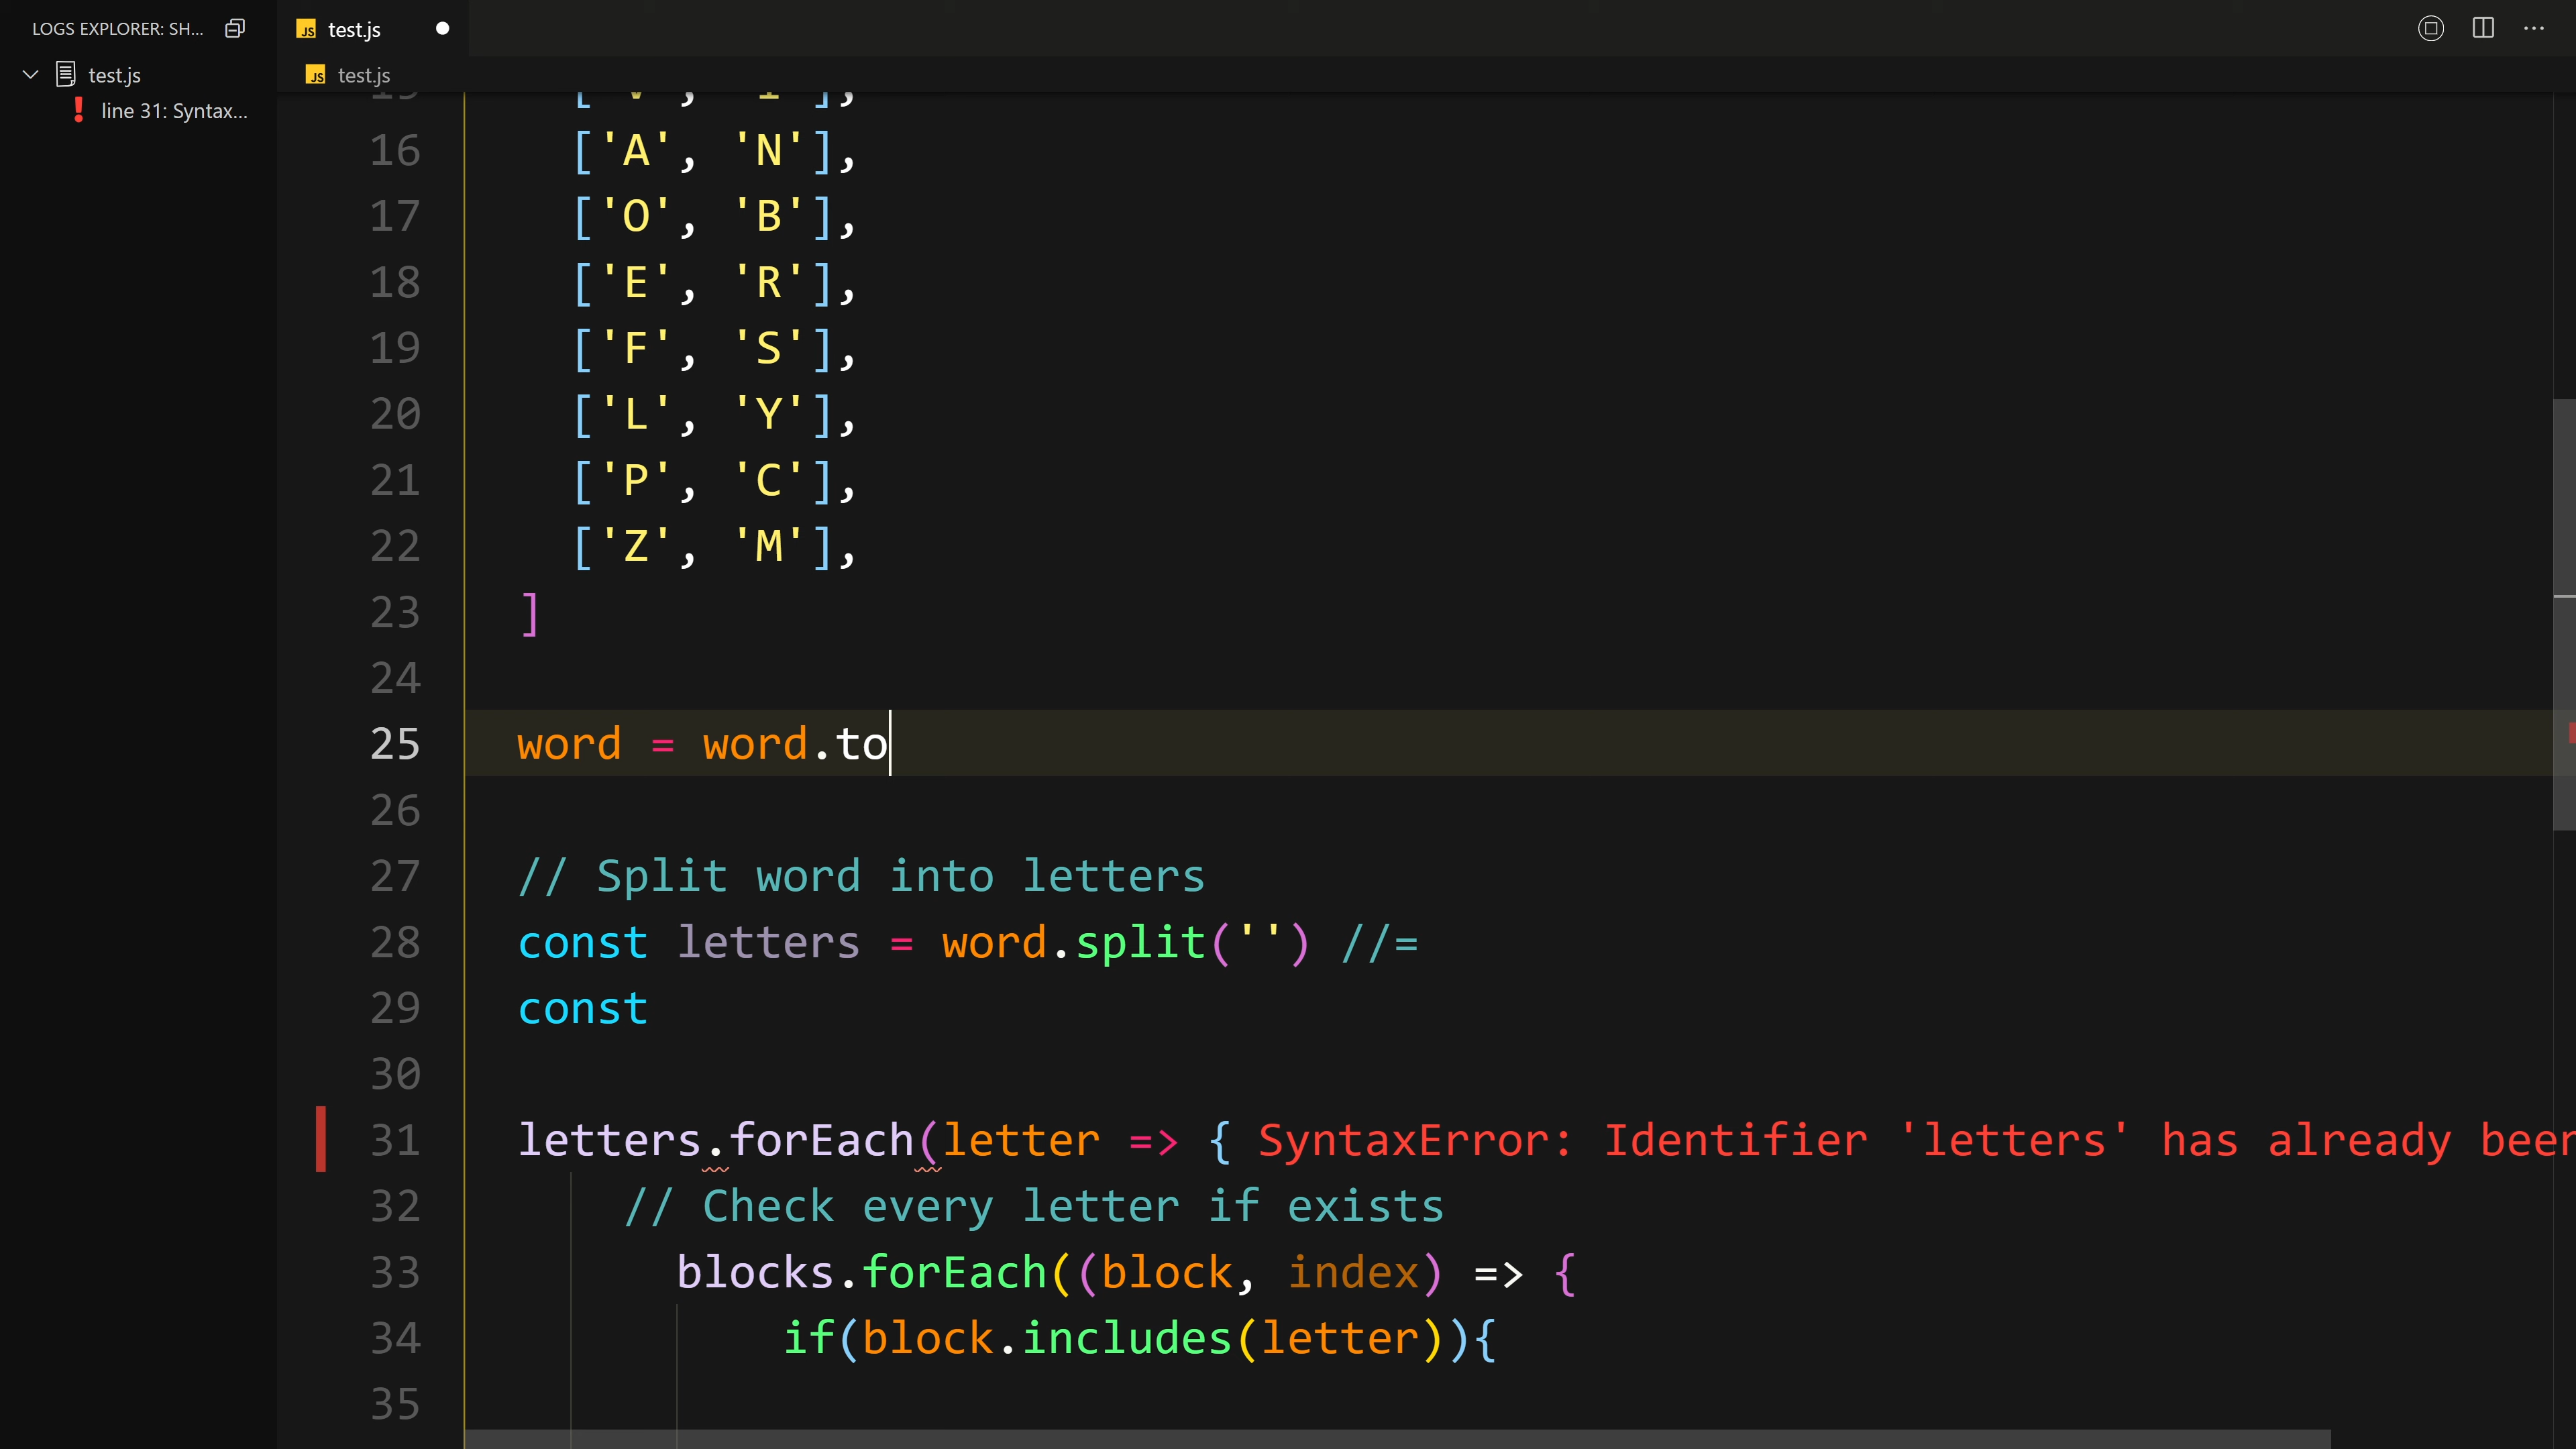 LOGS EXPLORER: SH...
test.js
line 31: Syntax...
JS test.js
JS test.js
16 ['A', 'N'],
17 ['O', 'B'],
18 ['E', 'R'],
19 ['F', 'S'],
20 ['L', 'Y'],
21 ['P', 'C'],
22 ['Z', 'M'],
23 ]
24
25 word = word.to
26
27 // Split word into letters
28 const letters = word.split('') //=
29 const
30
31 letters.forEach(letter => { SyntaxError: Identifier 'letters' has already been
32 // Check every letter if exists
33 blocks.forEach((block, index) => {
34 if(block.includes(letter)){
35